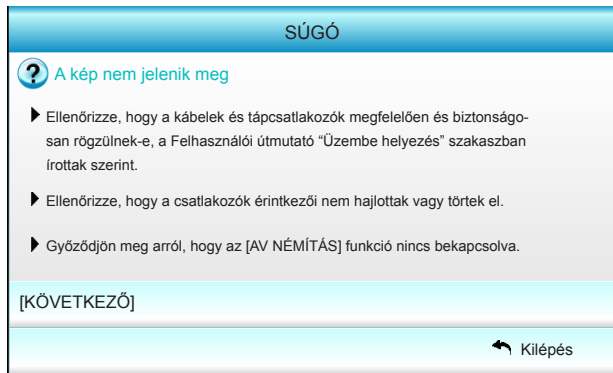 SÚGÓ
? A kép nem jelenik meg
Ellenőrizze, hogy a kábelek és tápcsatlakozók megfelelően és biztonságo-
san rögzülnek-e, a Felhasználói útmutató “Üzembe helyezés” szakaszban
írottak szerint.
Ellenőrizze, hogy a csatlakozók érintkezői nem hajlottak vagy törtek el.
Győződjön meg arról, hogy az [AV NÉMÍTÁS] funkció nincs bekapcsolva.
[KÖVETKEZŐ]
Kilépés